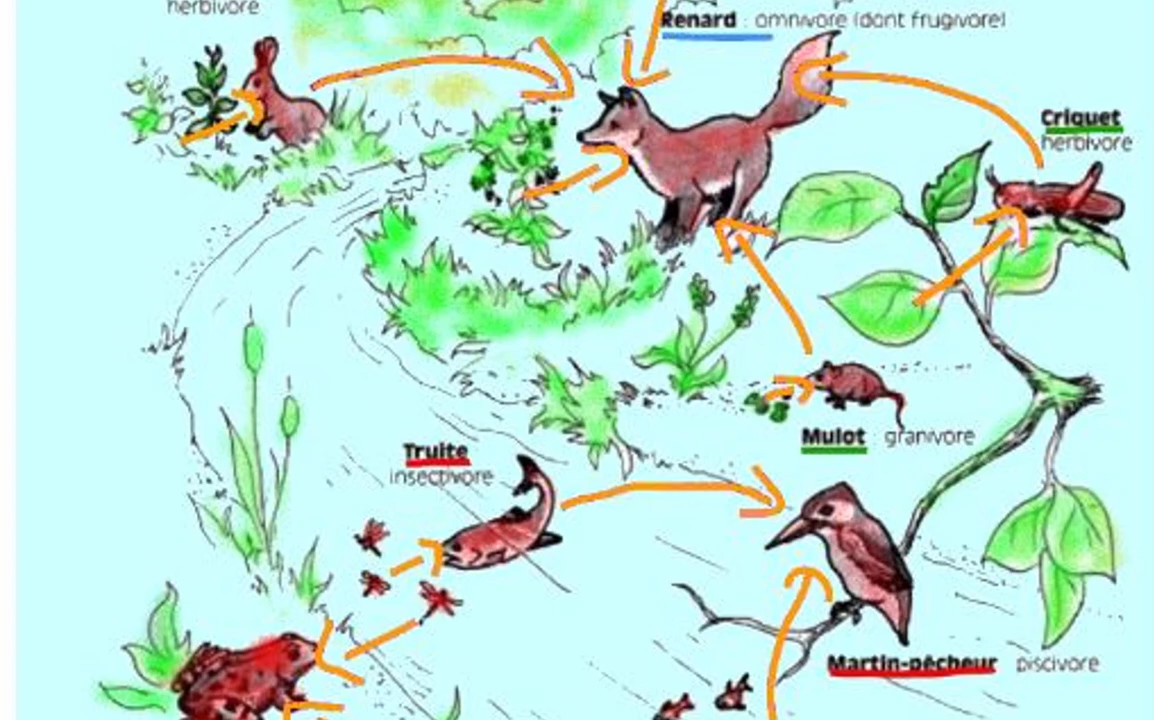 herbivore
Renard : omnivore (dont frugivore)
Criquet
herbivore
Mulot : granivore
Truite
insectivore
Martin-pêcheur : piscivore